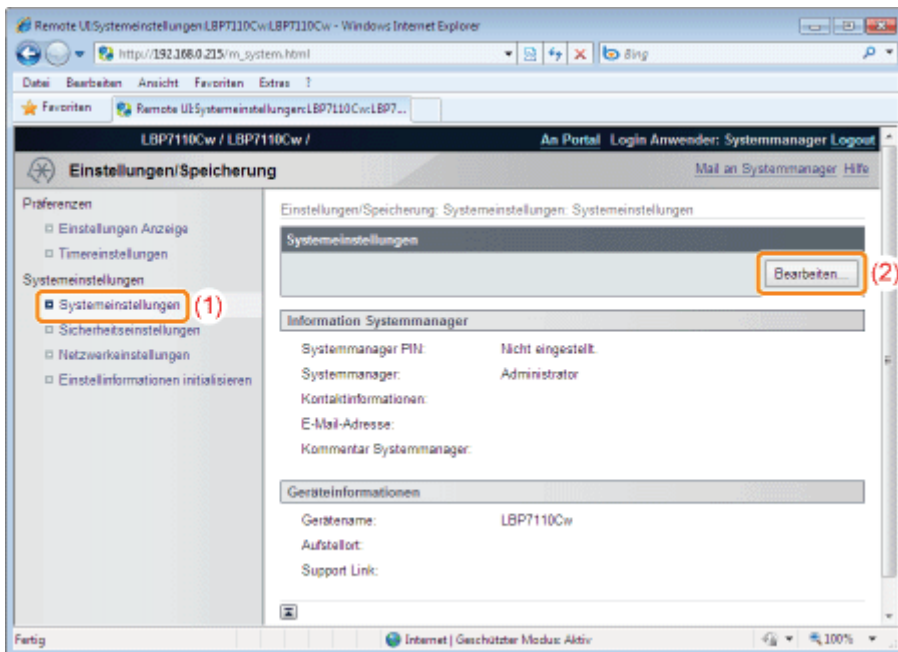 Remote UI:Systemeinstellungen:LBP7110Cw:LBP7110Cw - Windows Internet Explorer
http://192.168.0.215/m_system.html
Bing
Datei Bearbeiten Ansicht Favoriten Extras ?
Favoriten Remote UI:Systemeinstellungen:LBP7110Cw:LBP7...
LBP7110Cw / LBP7110Cw / An Portal Login Anwender: Systemmanager Logout
Einstellungen/Speicherung Mail an Systemmanager Hilfe
Präferenzen
Einstellungen Anzeige
Timereinstellungen
Systemeinstellungen
Systemeinstellungen (1)
Sicherheitseinstellungen
Netzwerkeinstellungen
Einstellinformationen initialisieren
Einstellungen/Speicherung: Systemeinstellungen: Systemeinstellungen
Systemeinstellungen
Bearbeiten... (2)
Information Systemmanager
Systemmanager PIN: Nicht eingestellt.
Systemmanager: Administrator
Kontaktinformationen:
E-Mail-Adresse:
Kommentar Systemmanager:
Geräteinformationen
Gerätename: LBP7110Cw
Aufstellort:
Support Link:
Fertig Internet | Geschützter Modus: Aktiv 100%